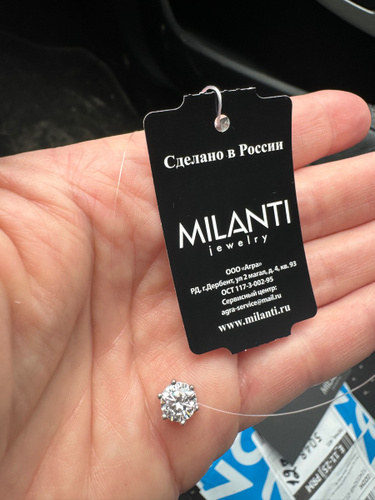 Сделано в России
MILANTI
jewelry
ООО «Агра»
РД, г.Дербент, ул 2 магал, д. 4, кв. 93
ОСТ 117-3-002-95
Сервисный центр:
agra-service@mail.ru
www.milanti.ru